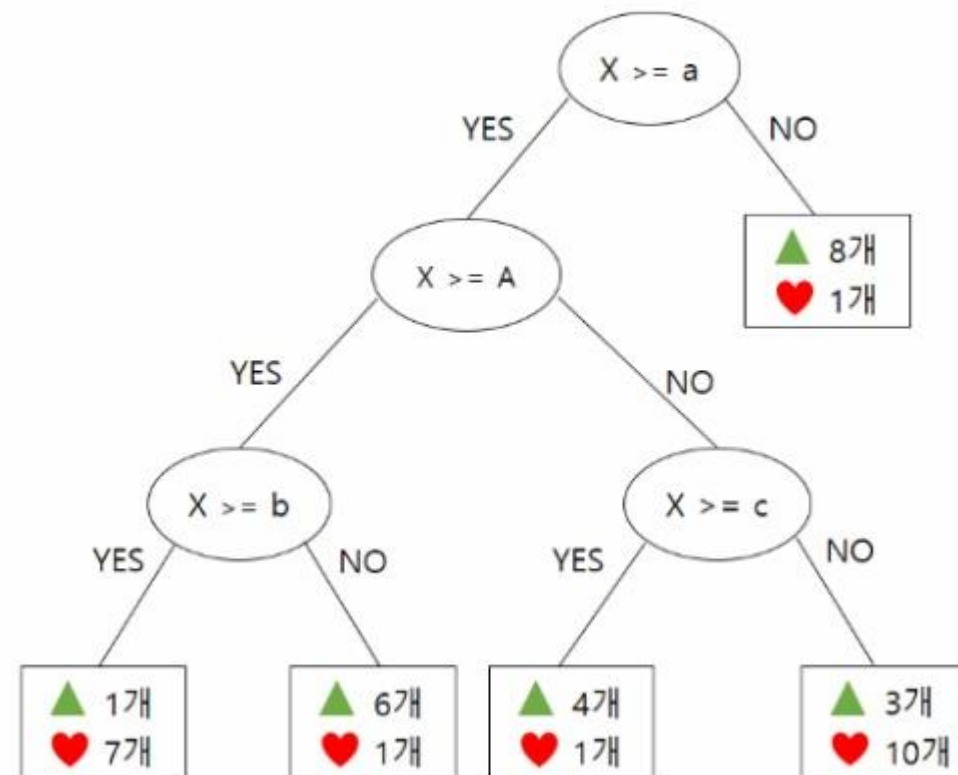 X >= a
YES
NO
8개
1개
X >= A
YES
NO
X >= b
X >= c
YES
NO
YES
NO
1개
7개
6개
1개
4개
1개
3개
10개